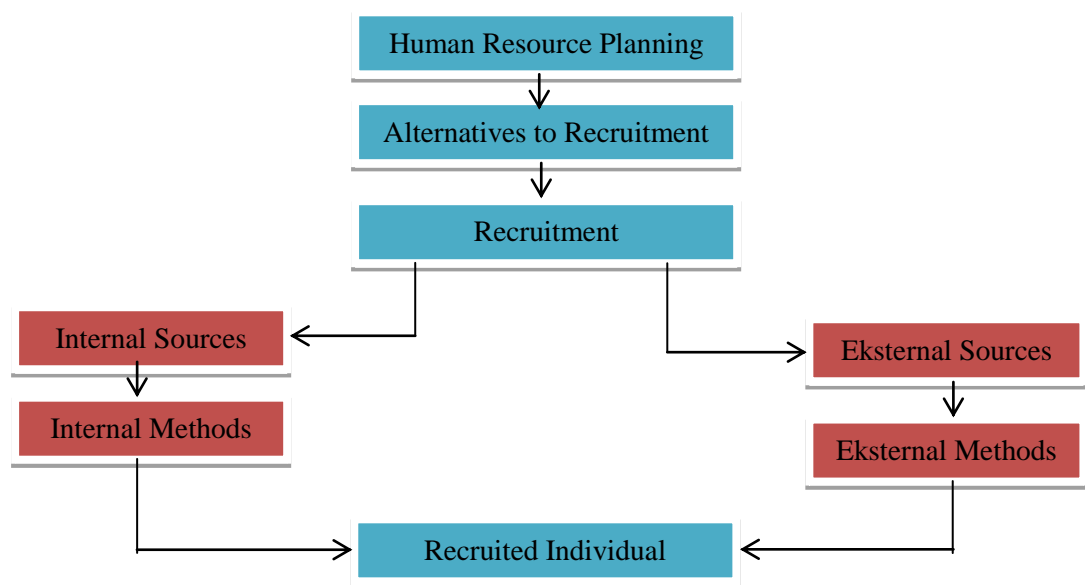 Human Resource Planning
Alternatives to Recruitment
Recruitment
Internal Sources
Eksternal Sources
Internal Methods
Eksternal Methods
Recruited Individual